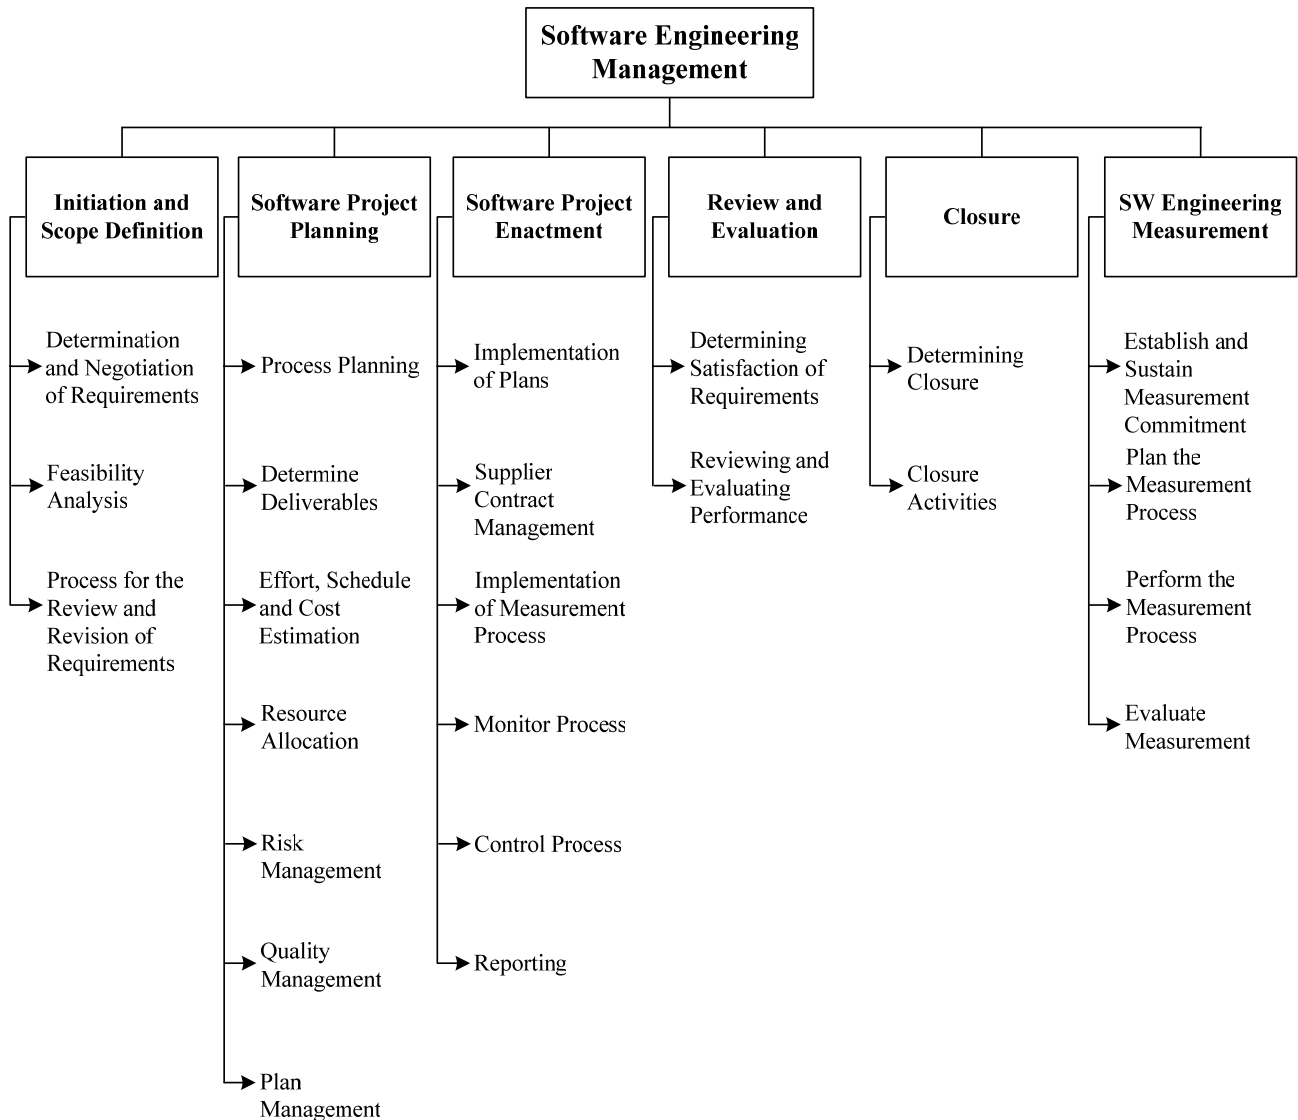 Software Engineering
Management
Initiation and
Scope Definition
Determination
and Negotiation
of Requirements
Feasibility
Analysis
Process for the
Review and
Revision of
Requirements
Software Project
Planning
Process Planning
Determine
Deliverables
Effort, Schedule
and Cost
Estimation
Resource
Allocation
Risk
Management
Quality
Management
Plan
Management
Software Project
Enactment
Implementation
of Plans
Supplier
Contract
Management
Implementation
of Measurement
Process
Monitor Process
Control Process
Reporting
Review and
Evaluation
Determining
Satisfaction of
Requirements
Reviewing and
Evaluating
Performance
Closure
Determining
Closure
Closure
Activities
SW Engineering
Measurement
Establish and
Sustain
Measurement
Commitment
Plan the
Measurement
Process
Perform the
Measurement
Process
Evaluate
Measurement